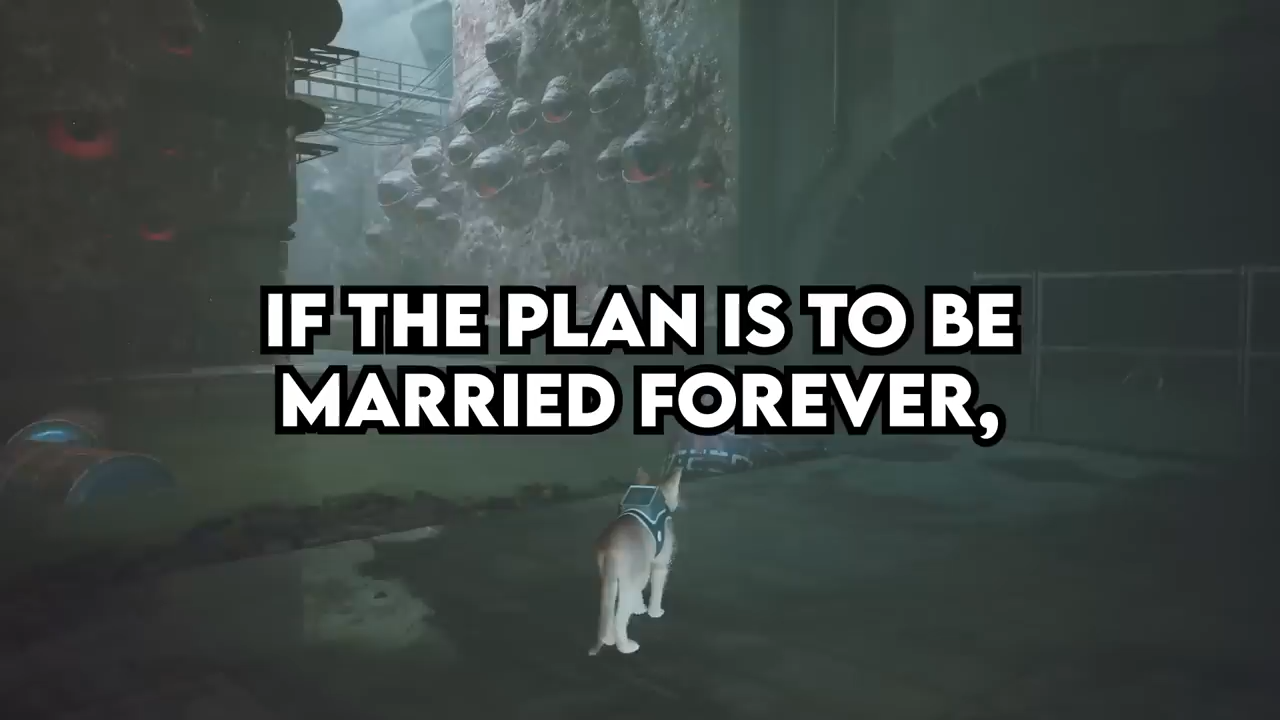 IF THE PLAN IS TO BE
MARRIED FOREVER,